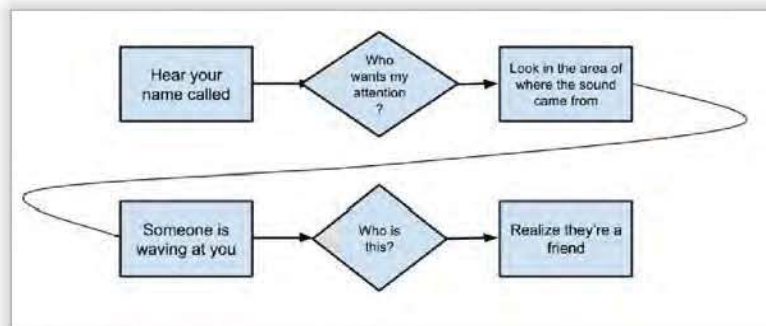 Hear your
name called
Who
wants my
attention
?
Look in the area of
where the sound
came from
Someone is
waving at you
Who is
this?
Realize they're a
friend